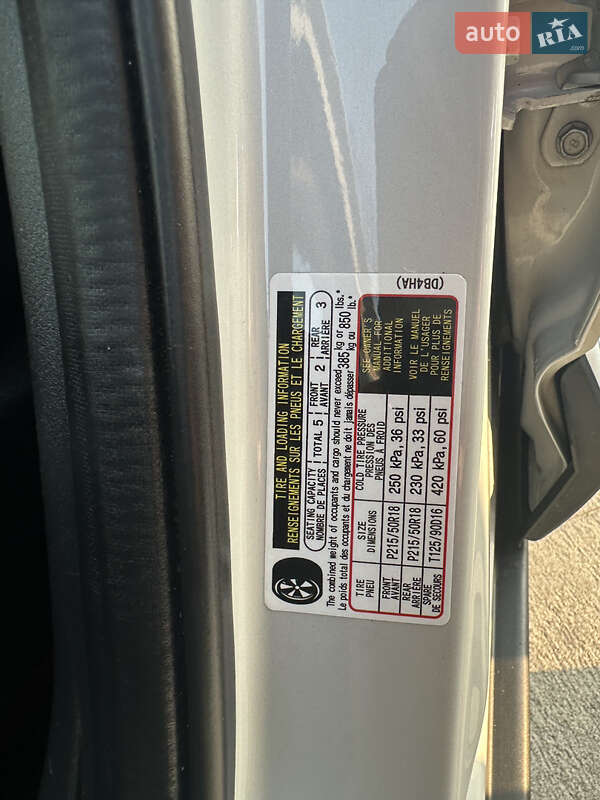 auto RIA.com
(DB4HA)
TIRE AND LOADING INFORMATION
RENSEIGNEMENTS SUR LES PNEUS ET LE CHARGEMENT
SEATING CAPACITY
NOMBRE DE PLACES
TOTAL 5
FRONT
AVANT 2
REAR
ARRIÈRE 3
The combined weight of occupants and cargo should never exceed 385 kg or 850 lbs.*
Le poids total des occupants et du chargement ne doit jamais dépasser kg ou lb.*
TIRE
PNEU
SIZE
DIMENSIONS
COLD TIRE PRESSURE
PRESSION DES
PNEUS À FROID
FRONT
AVANT
P215/50R18
250 kPa, 36 psi
REAR
ARRIÈRE
P215/50R18
230 kPa, 33 psi
SPARE
DE SECOURS
T125/90D16
420 kPa, 60 psi
SEE OWNER'S
MANUAL FOR
ADDITIONAL
INFORMATION
VOIR LE MANUEL
DE L'USAGER
POUR PLUS DE
RENSEIGNEMENTS